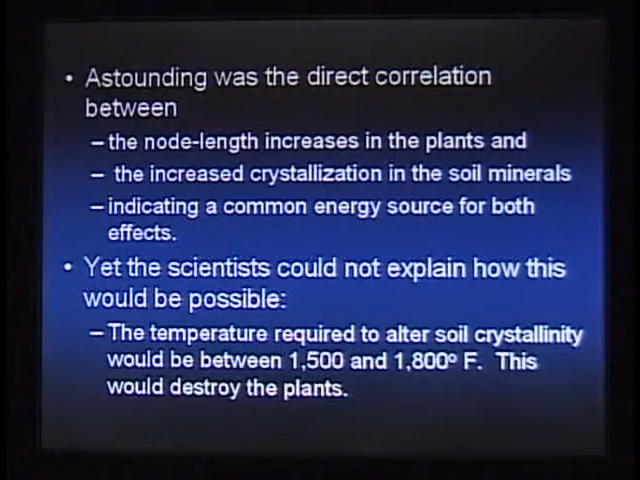 • Astounding was the direct correlation
between
– the node-length increases in the plants and
– the increased crystallization in the soil minerals
– indicating a common energy source for both
effects.
• Yet the scientists could not explain how this
would be possible:
– The temperature required to alter soil crystallinity
would be between 1,500 and 1,800º F. This
would destroy the plants.